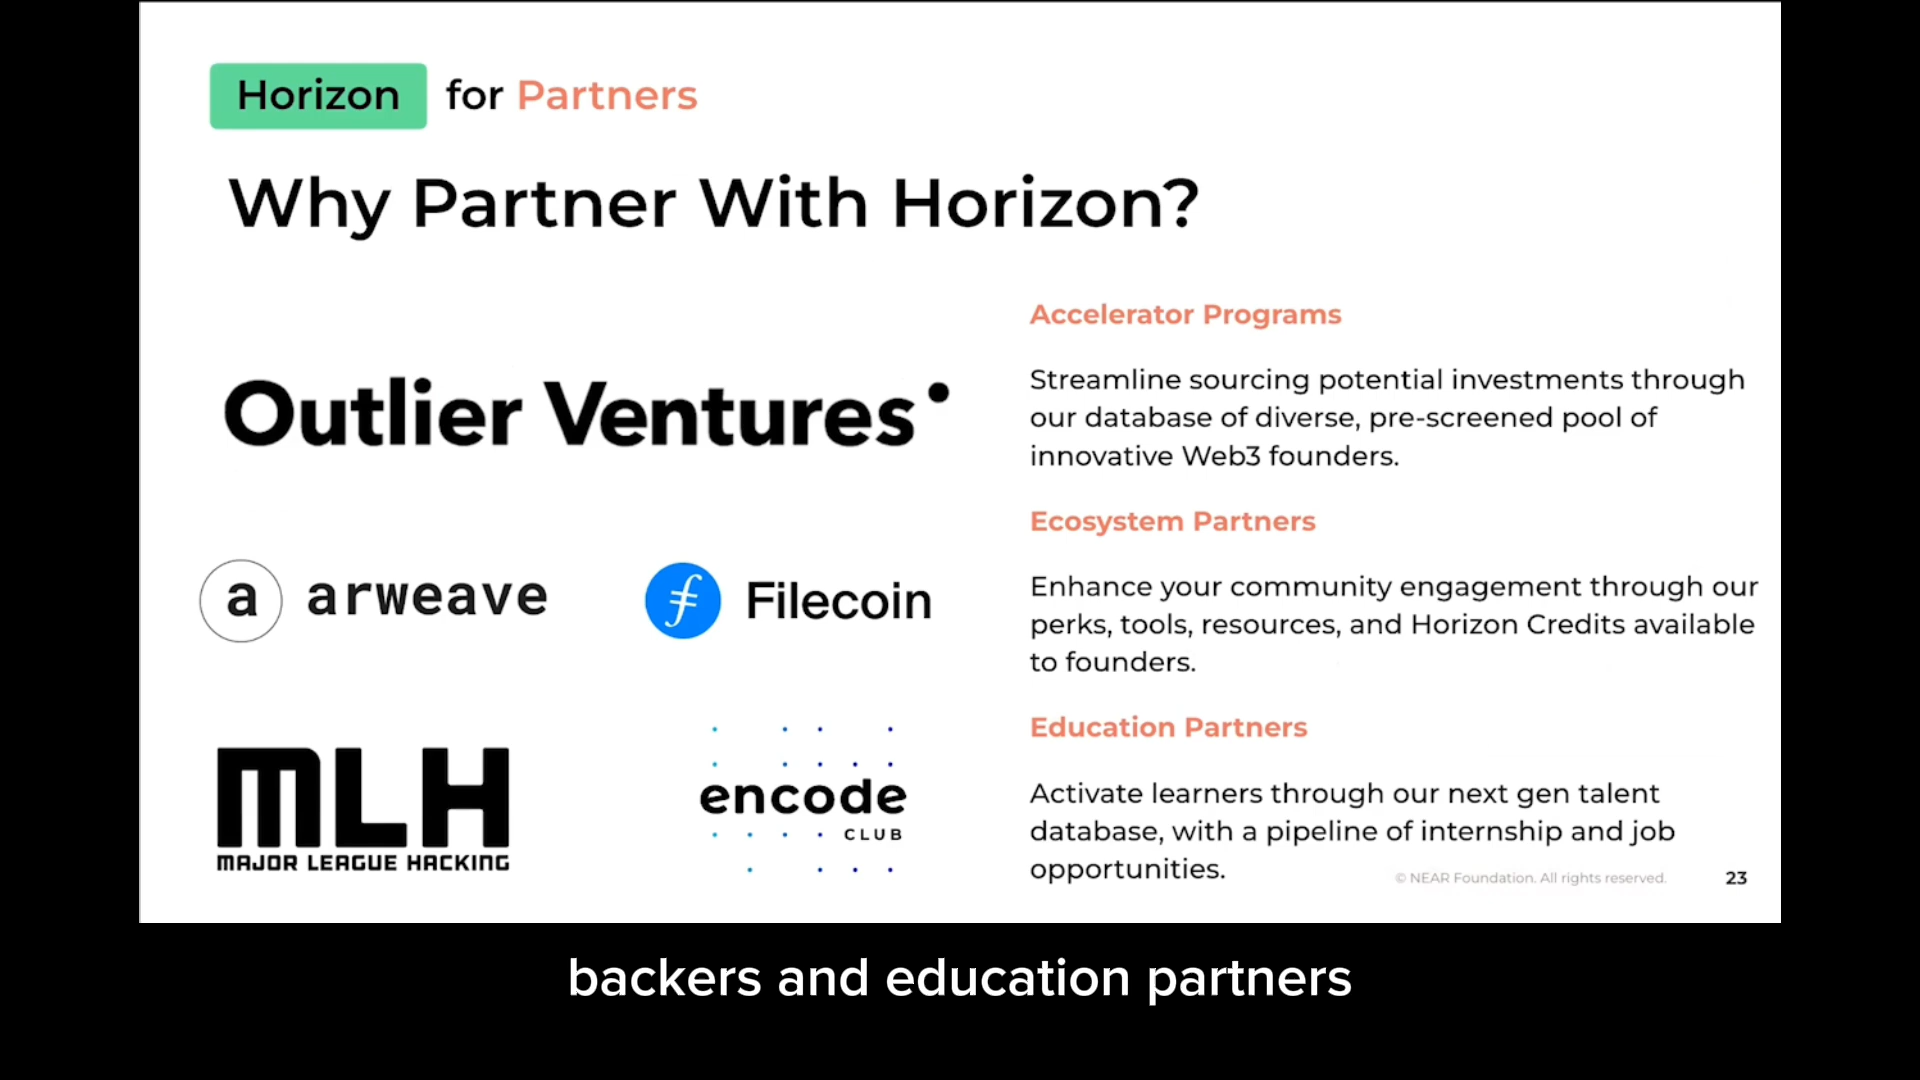 Horizon for Partners
Why Partner With Horizon?
Outlier Ventures
a arweave
Filecoin
MLH
MAJOR LEAGUE HACKING
encode
CLUB
Accelerator Programs
Streamline sourcing potential investments through
our database of diverse, pre-screened pool of
innovative Web3 founders.
Ecosystem Partners
Enhance your community engagement through our
perks, tools, resources, and Horizon Credits available
to founders.
Education Partners
Activate learners through our next gen talent
database, with a pipeline of internship and job
opportunities.
© NEAR Foundation. All rights reserved. 23
backers and education partners